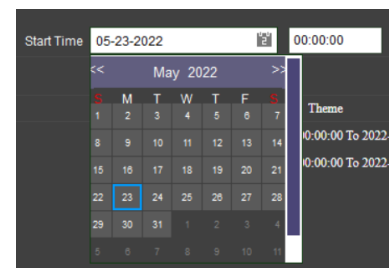 Start Time 05-23-2022 00:00:00
<< May 2022 >>
S M T W T F S
1 2 3 4 5 6 7
Theme
8 9 10 11 12 13 14
00:00:00 To 2022-
15 16 17 18 19 20 21
00:00:00 To 2022-
22 23 24 25 26 27 28
29 30 31 1 2 3 4
5 6 7 8 9 10 11